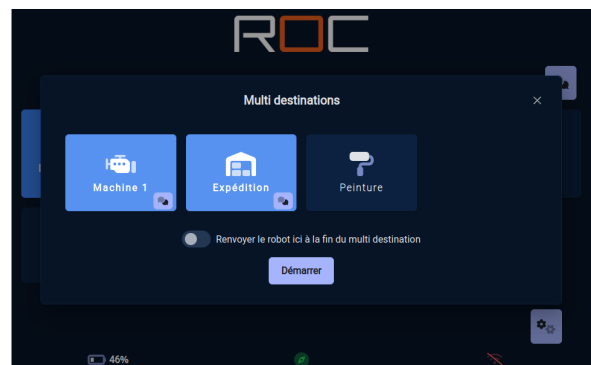 ROC
Multi destinations
Machine 1
Expédition
Peinture
Renvoyer le robot ici à la fin du multi destination
Démarrer
46%